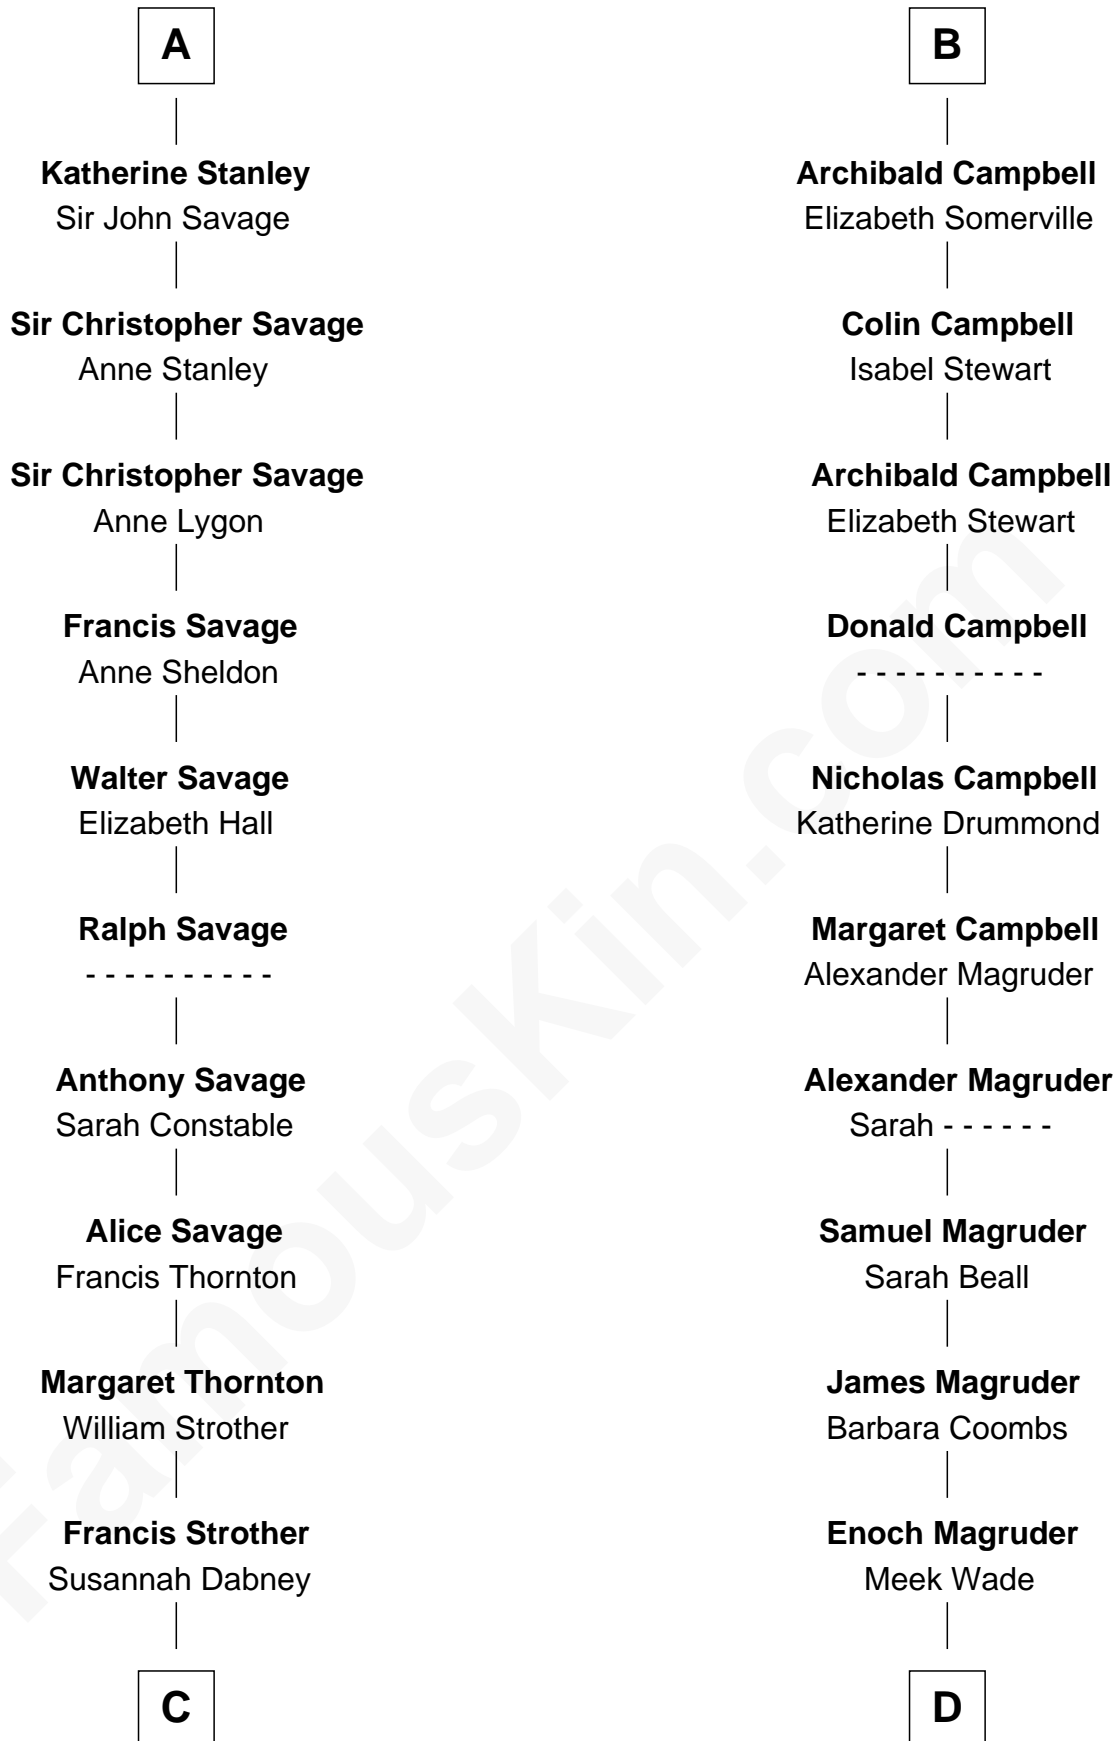 A
Katherine Stanley
Sir John Savage
Sir Christopher Savage
Anne Stanley
Sir Christopher Savage
Anne Lygon
Francis Savage
Anne Sheldon
Walter Savage
Elizabeth Hall
Ralph Savage
- - - - - - - - - -
Anthony Savage
Sarah Constable
Alice Savage
Francis Thornton
Margaret Thornton
William Strother
Francis Strother
Susannah Dabney
C
B
Archibald Campbell
Elizabeth Somerville
Colin Campbell
Isabel Stewart
Archibald Campbell
Elizabeth Stewart
Donald Campbell
- - - - - - - - - -
Nicholas Campbell
Katherine Drummond
Margaret Campbell
Alexander Magruder
Alexander Magruder
Sarah - - - - - -
Samuel Magruder
Sarah Beall
James Magruder
Barbara Coombs
Enoch Magruder
Meek Wade
D
FamousKin.com